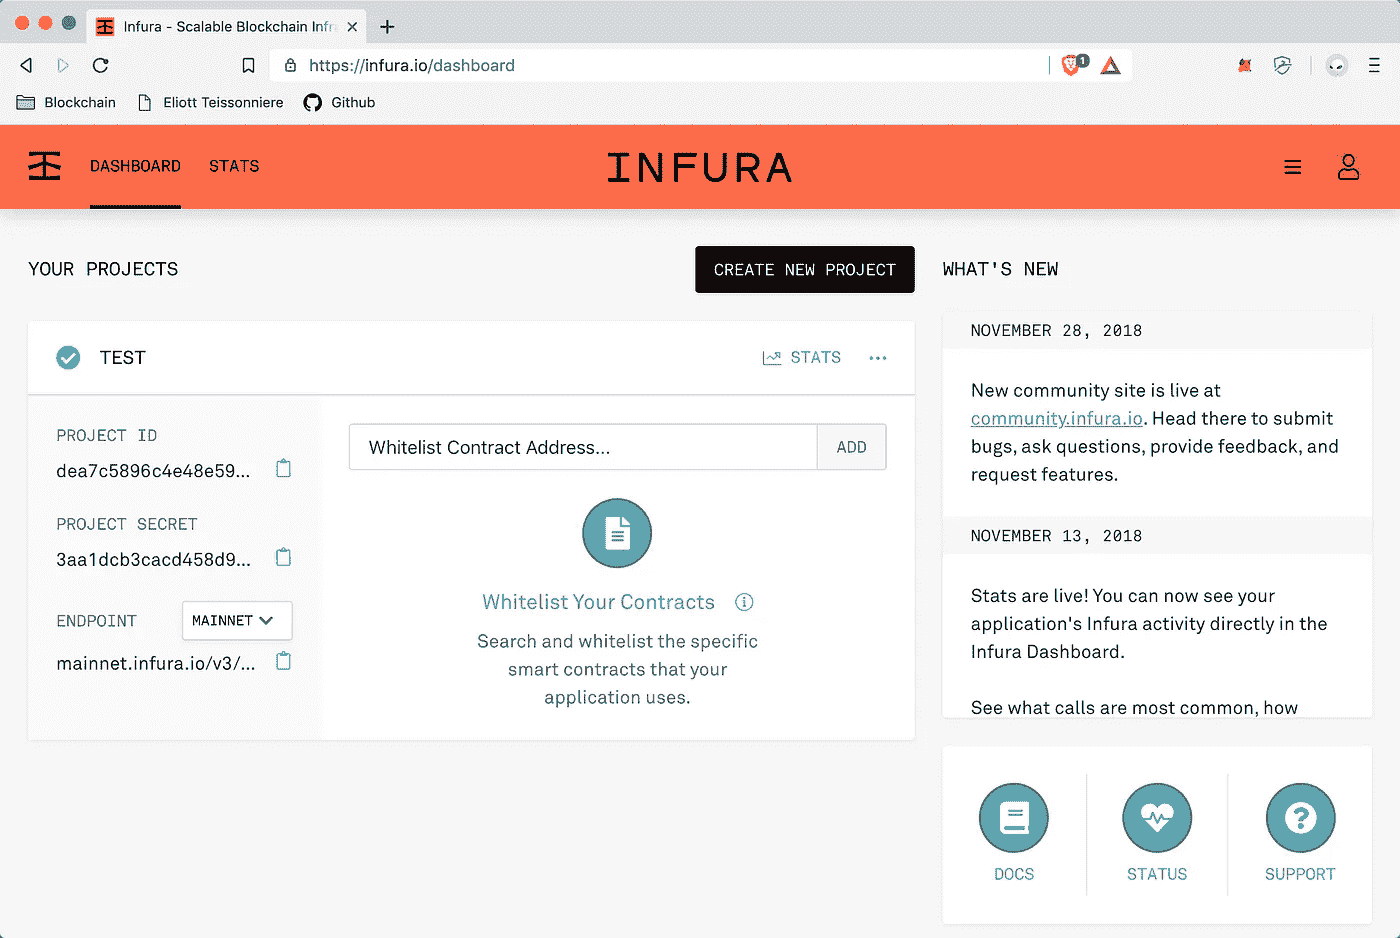 Infura - Scalable Blockchain Infr
https://infura.io/dashboard
1
Blockchain
Eliott Teissonniere
Github
DASHBOARD
STATS
INFURA
YOUR PROJECTS
CREATE NEW PROJECT
TEST
STATS
PROJECT ID
dea7c5896c4e48e59...
PROJECT SECRET
3aa1dcb3cacd458d9...
ENDPOINT
MAINNET
mainnet.infura.io/v3/...
Whitelist Contract Address...
ADD
Whitelist Your Contracts
Search and whitelist the specific
smart contracts that your
application uses.
WHAT'S NEW
NOVEMBER 28, 2018
New community site is live at
community.infura.io. Head there to submit
bugs, ask questions, provide feedback, and
request features.
NOVEMBER 13, 2018
Stats are live! You can now see your
application's Infura activity directly in the
Infura Dashboard.
See what calls are most common, how
DOCS
STATUS
SUPPORT